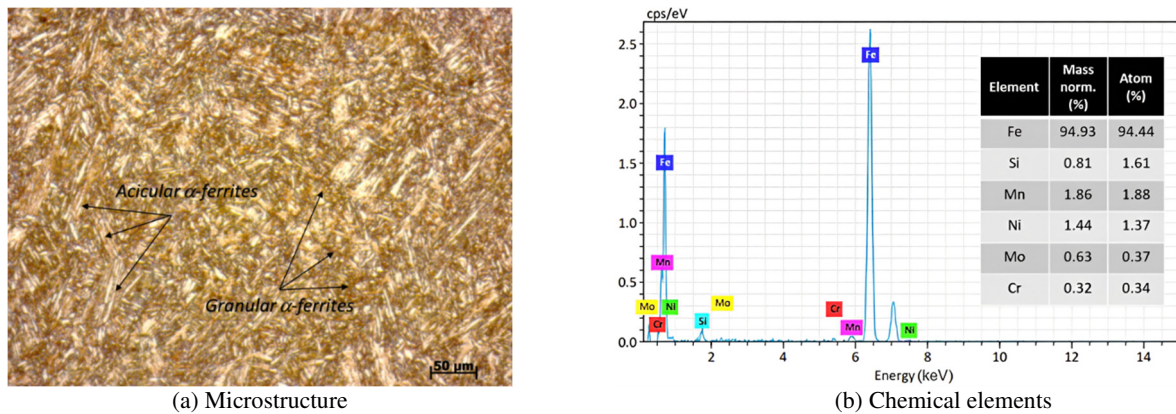 Acicular α-ferrites
Granular α-ferrites
50 µm
(a) Microstructure
cps/eV
2.5
2.0
1.5
1.0
0.5
0.0
2 4 6 8 10 12 14
Energy (keV)
Fe
Fe
Mn
Mo
Ni
Cr
Si
Mo
Cr
Mn
Ni
Element Mass norm. (%) Atom (%)
Fe 94.93 94.44
Si 0.81 1.61
Mn 1.86 1.88
Ni 1.44 1.37
Mo 0.63 0.37
Cr 0.32 0.34
(b) Chemical elements